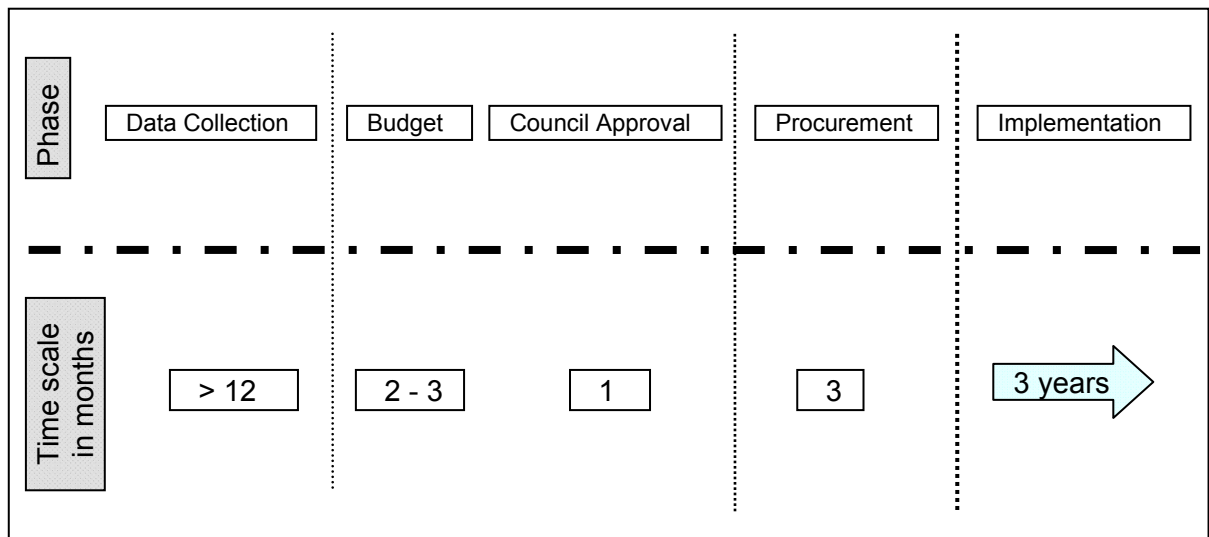 Phase
Data Collection
Budget
Council Approval
Procurement
Implementation
Time scale
in months
> 12
2 - 3
1
3
3 years